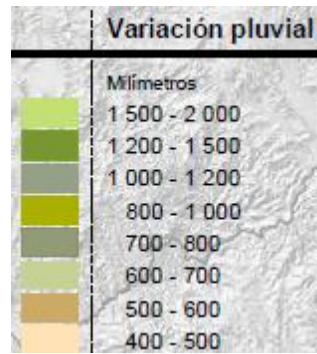 Variación pluvial
Milímetros
1 500 - 2 000
1 200 - 1 500
1 000 - 1 200
800 - 1 000
700 - 800
600 - 700
500 - 600
400 - 500